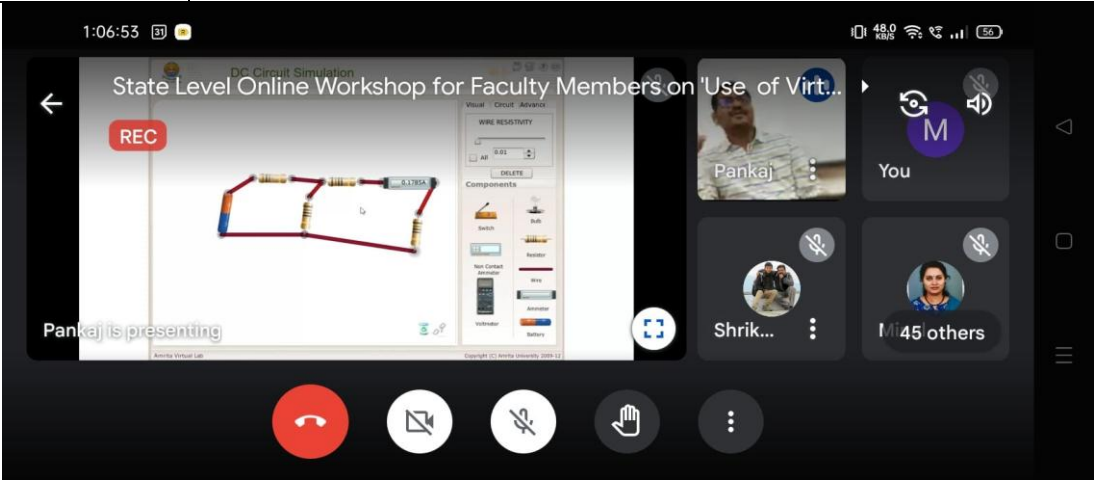 1:06:53 31
48.0 KB/S 56
State Level Online Workshop for Faculty Members on 'Use of Virt...
DC Circuit Simulation
REC
Visual Circuit Advance
WIRE RESISTIVITY
All 0.01
DELETE
Components
0.1785A
Switch
Bulb
Non Contact Ammeter
Resistor
Wire
Voltmeter
Ammeter
Battery
Pankaj is presenting
Amrita Virtual Lab
Copyright (C) Amrita University 2009-12
Pankaj
M
You
Shrik...
45 others